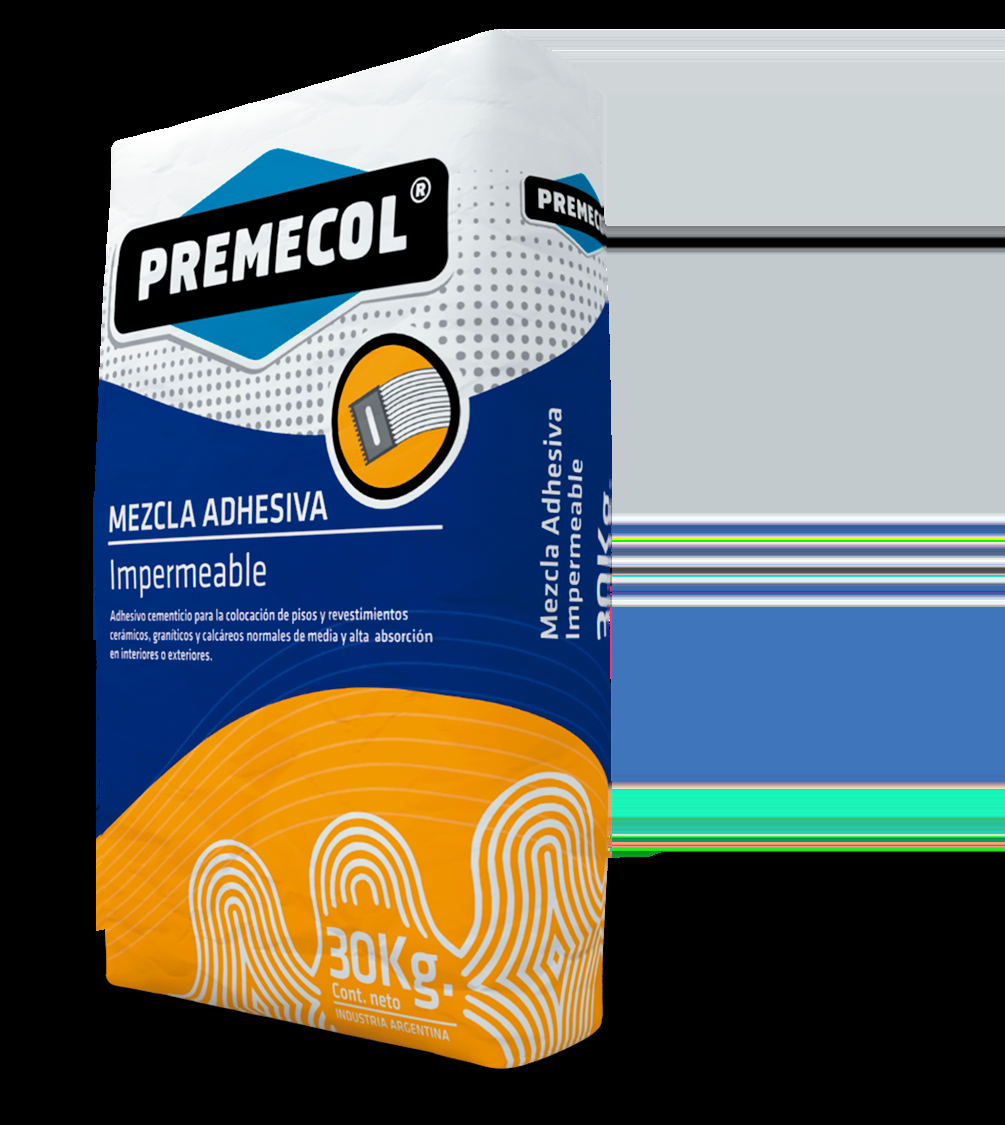 PREMECOL®
MEZCLA ADHESIVA
Impermeable
Adhesivo cementicio para la colocación de pisos y revestimientos
cerámicos, graníticos y calcáreos normales de media y alta absorción
en interiores o exteriores.
30Kg.
Cont. neto
INDUSTRIA ARGENTINA
PREMECOL
Mezcla Adhesiva
Impermeable
30Kg